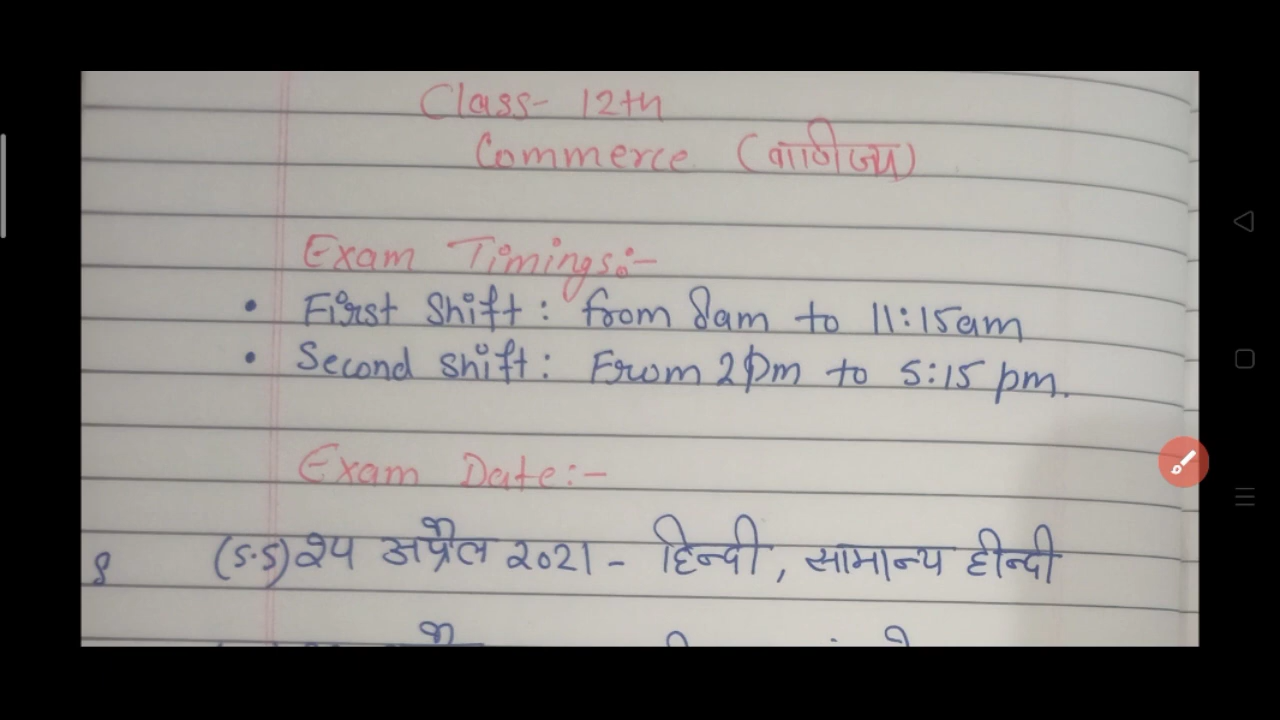 Class- 12th
Commerce (वाणिज्य)
Exam Timings:-
• First Shift : from 8am to 11:15am
• Second Shift : From 2pm to 5:15 pm.
Exam Date:-
१ (S.S) 24 अप्रैल 2021 - हिन्दी, सामान्य हीन्दी